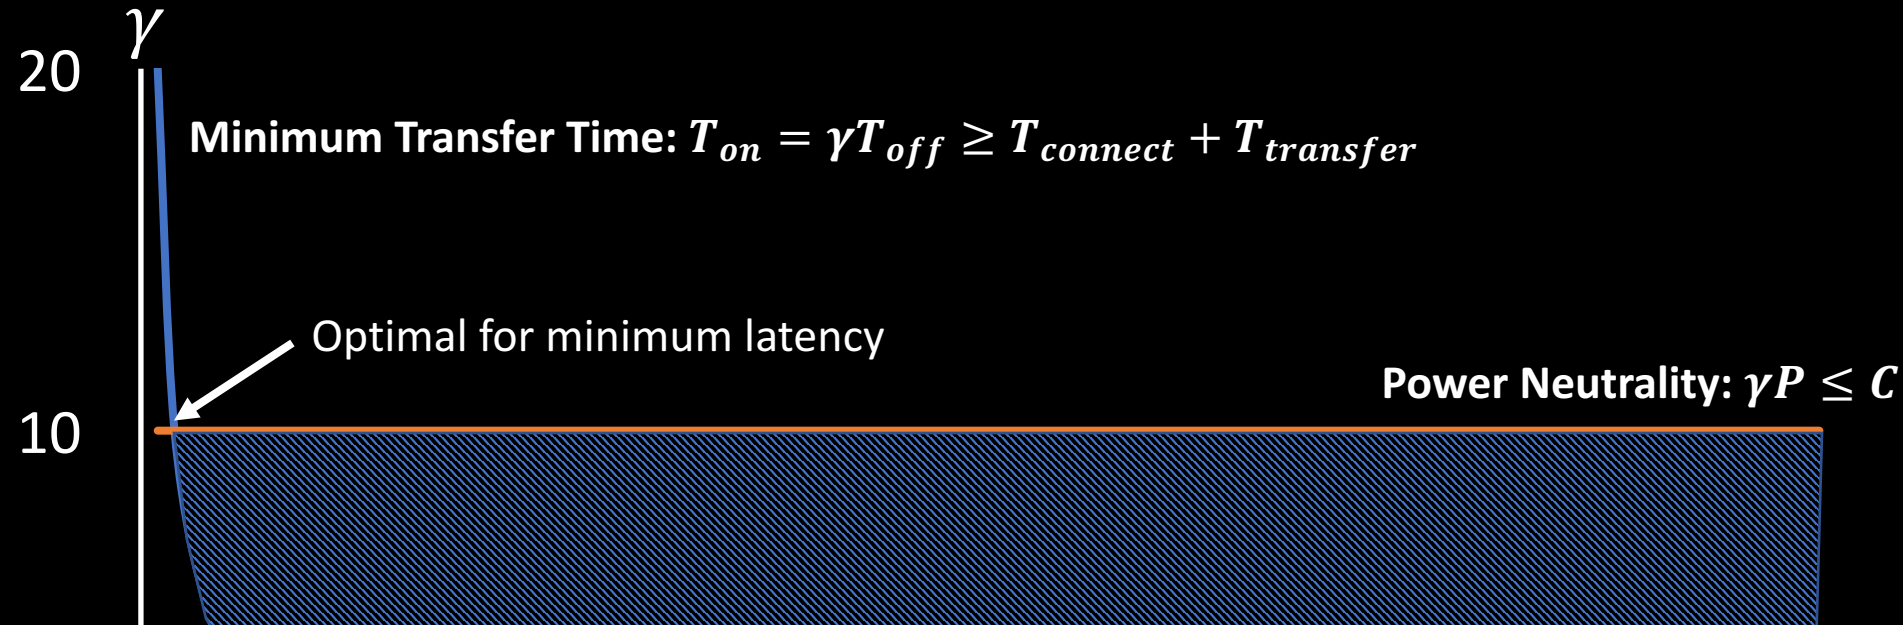 γ
20
Minimum Transfer Time: T_on = γT_off ≥ T_connect + T_transfer
Optimal for minimum latency
Power Neutrality: γP ≤ C
10